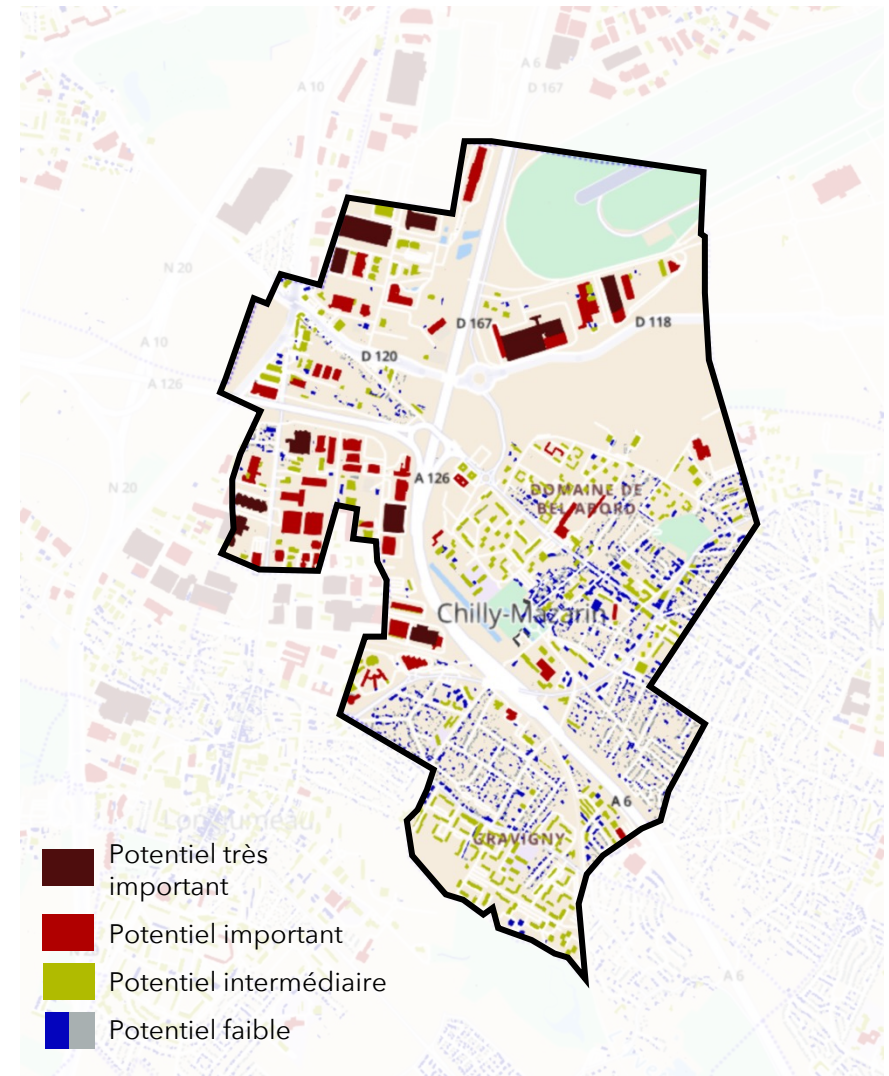 A 6
D 167
A 10
N 20
D 167
D 118
A 10
D 120
A 126
A 126
N 20
DOMAINE DE
BEL ABORD
Chilly-Mazarin
A 6
GRAVIGNY
Potentiel très
important
Potentiel important
Potentiel intermédiaire
Potentiel faible
A 6